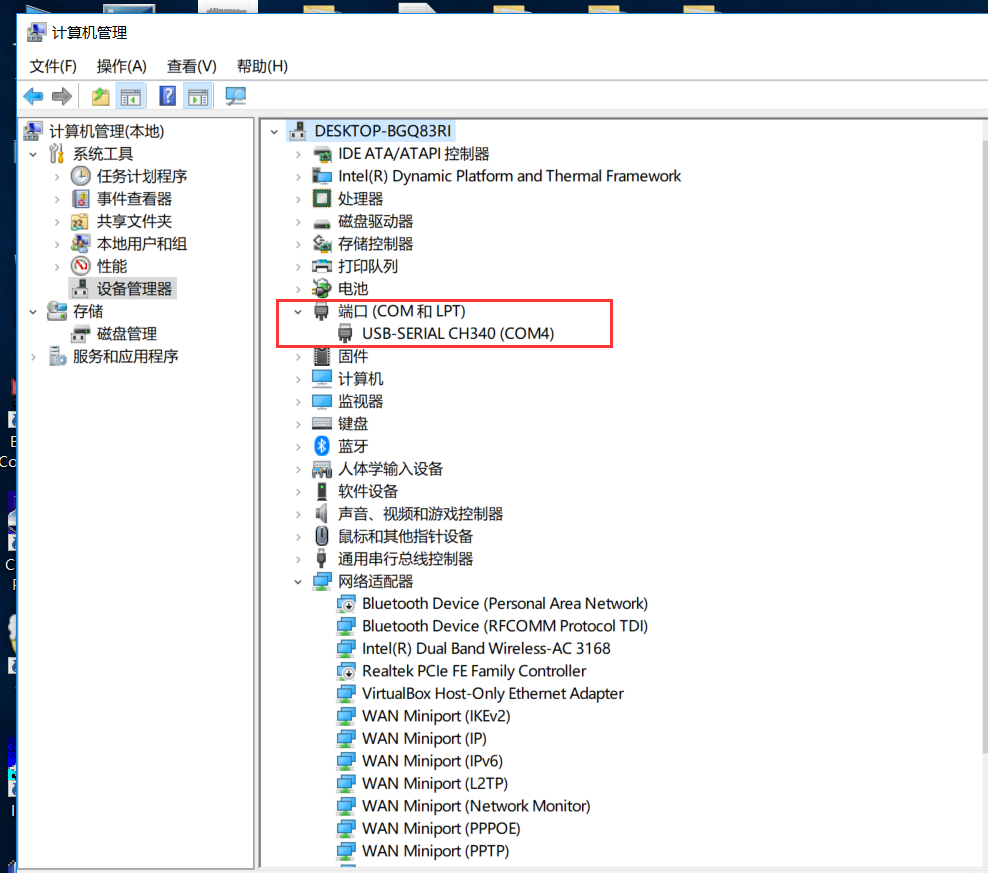 计算机管理
文件(F) 操作(A) 查看(V) 帮助(H)
计算机管理(本地)
系统工具
任务计划程序
事件查看器
共享文件夹
本地用户和组
性能
设备管理器
存储
磁盘管理
服务和应用程序
DESKTOP-BGQ83RI
IDE ATA/ATAPI 控制器
Intel(R) Dynamic Platform and Thermal Framework
处理器
磁盘驱动器
存储控制器
打印队列
电池
端口 (COM 和 LPT)
USB-SERIAL CH340 (COM4)
固件
计算机
监视器
键盘
蓝牙
人体学输入设备
软件设备
声音、视频和游戏控制器
鼠标和其他指针设备
通用串行总线控制器
网络适配器
Bluetooth Device (Personal Area Network)
Bluetooth Device (RFCOMM Protocol TDI)
Intel(R) Dual Band Wireless-AC 3168
Realtek PCIe FE Family Controller
VirtualBox Host-Only Ethernet Adapter
WAN Miniport (IKEv2)
WAN Miniport (IP)
WAN Miniport (IPv6)
WAN Miniport (L2TP)
WAN Miniport (Network Monitor)
WAN Miniport (PPPOE)
WAN Miniport (PPTP)